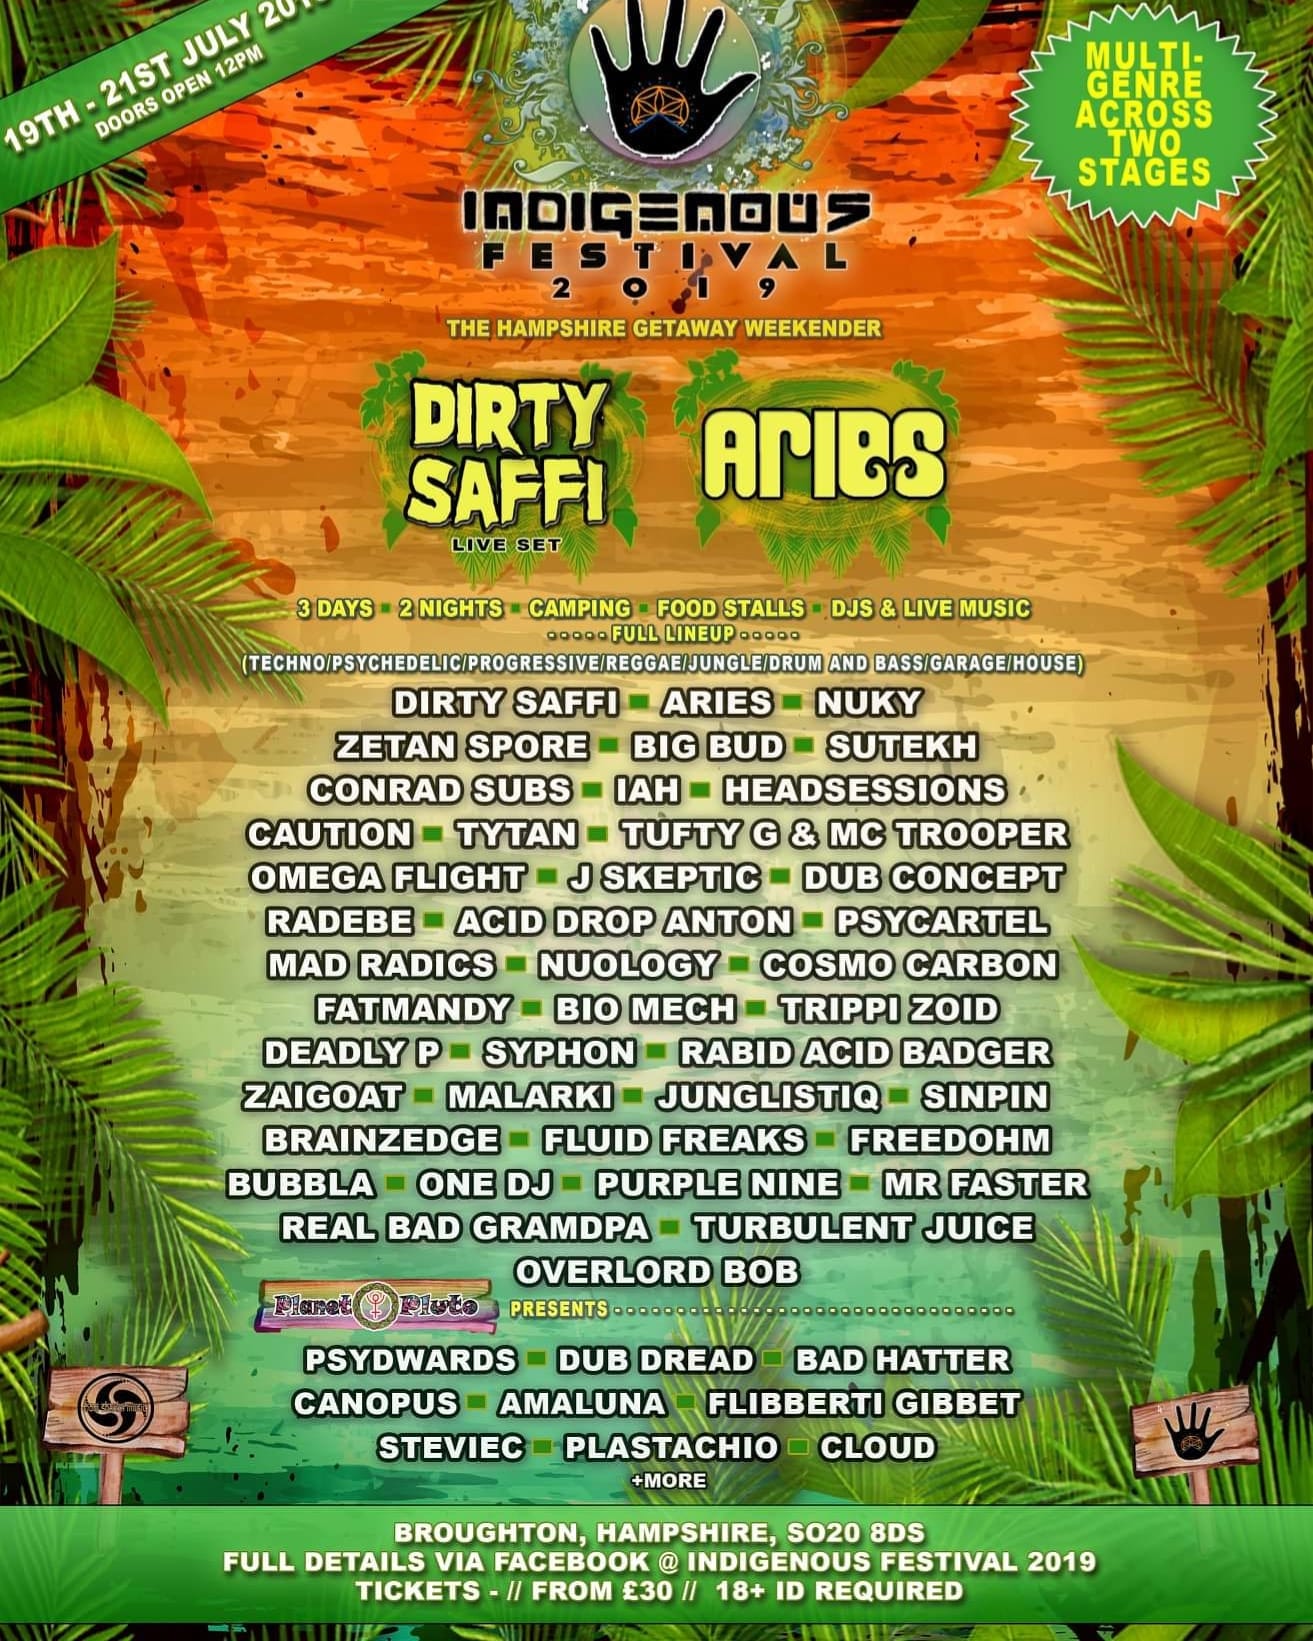 19TH - 21ST JULY 201
DOORS OPEN 12PM
MULTI-
GENRE
ACROSS
TWO
STAGES
INDIGENOUS
FESTIVAL
2019
THE HAMPSHIRE GETAWAY WEEKENDER
DIRTY
SAFFI
LIVE SET
ARIES
3 DAYS ▪ 2 NIGHTS ▪ CAMPING ▪ FOOD STALLS ▪ DJS & LIVE MUSIC
- - - - - FULL LINEUP - - - - -
(TECHNO/PSYCHEDELIC/PROGRESSIVE/REGGAE/JUNGLE/DRUM AND BASS/GARAGE/HOUSE)
DIRTY SAFFI ▪ ARIES ▪ NUKY
ZETAN SPORE ▪ BIG BUD ▪ SUTEKH
CONRAD SUBS ▪ IAH ▪ HEADSESSIONS
CAUTION ▪ TYTAN ▪ TUFTY G & MC TROOPER
OMEGA FLIGHT ▪ J SKEPTIC ▪ DUB CONCEPT
RADEBE ▪ ACID DROP ANTON ▪ PSYCARTEL
MAD RADICS ▪ NUOLOGY ▪ COSMO CARBON
FATMANDY ▪ BIO MECH ▪ TRIPPI ZOID
DEADLY P ▪ SYPHON ▪ RABID ACID BADGER
ZAIGOAT ▪ MALARKI ▪ JUNGLISTIQ ▪ SINPIN
BRAINZEDGE ▪ FLUID FREAKS ▪ FREEDOHM
BUBBLA ▪ ONE DJ ▪ PURPLE NINE ▪ MR FASTER
REAL BAD GRAMDPA ▪ TURBULENT JUICE
OVERLORD BOB
Planet Pluto PRESENTS - - - - - - - - - - - - - - - - - - - - - - - - - - - - - - - -
PSYDWARDS ▪ DUB DREAD ▪ BAD HATTER
CANOPUS ▪ AMALUNA ▪ FLIBBERTI GIBBET
STEVIEC ▪ PLASTACHIO ▪ CLOUD
+MORE
BROUGHTON, HAMPSHIRE, SO20 8DS
FULL DETAILS VIA FACEBOOK @ INDIGENOUS FESTIVAL 2019
TICKETS - // FROM £30 // 18+ ID REQUIRED